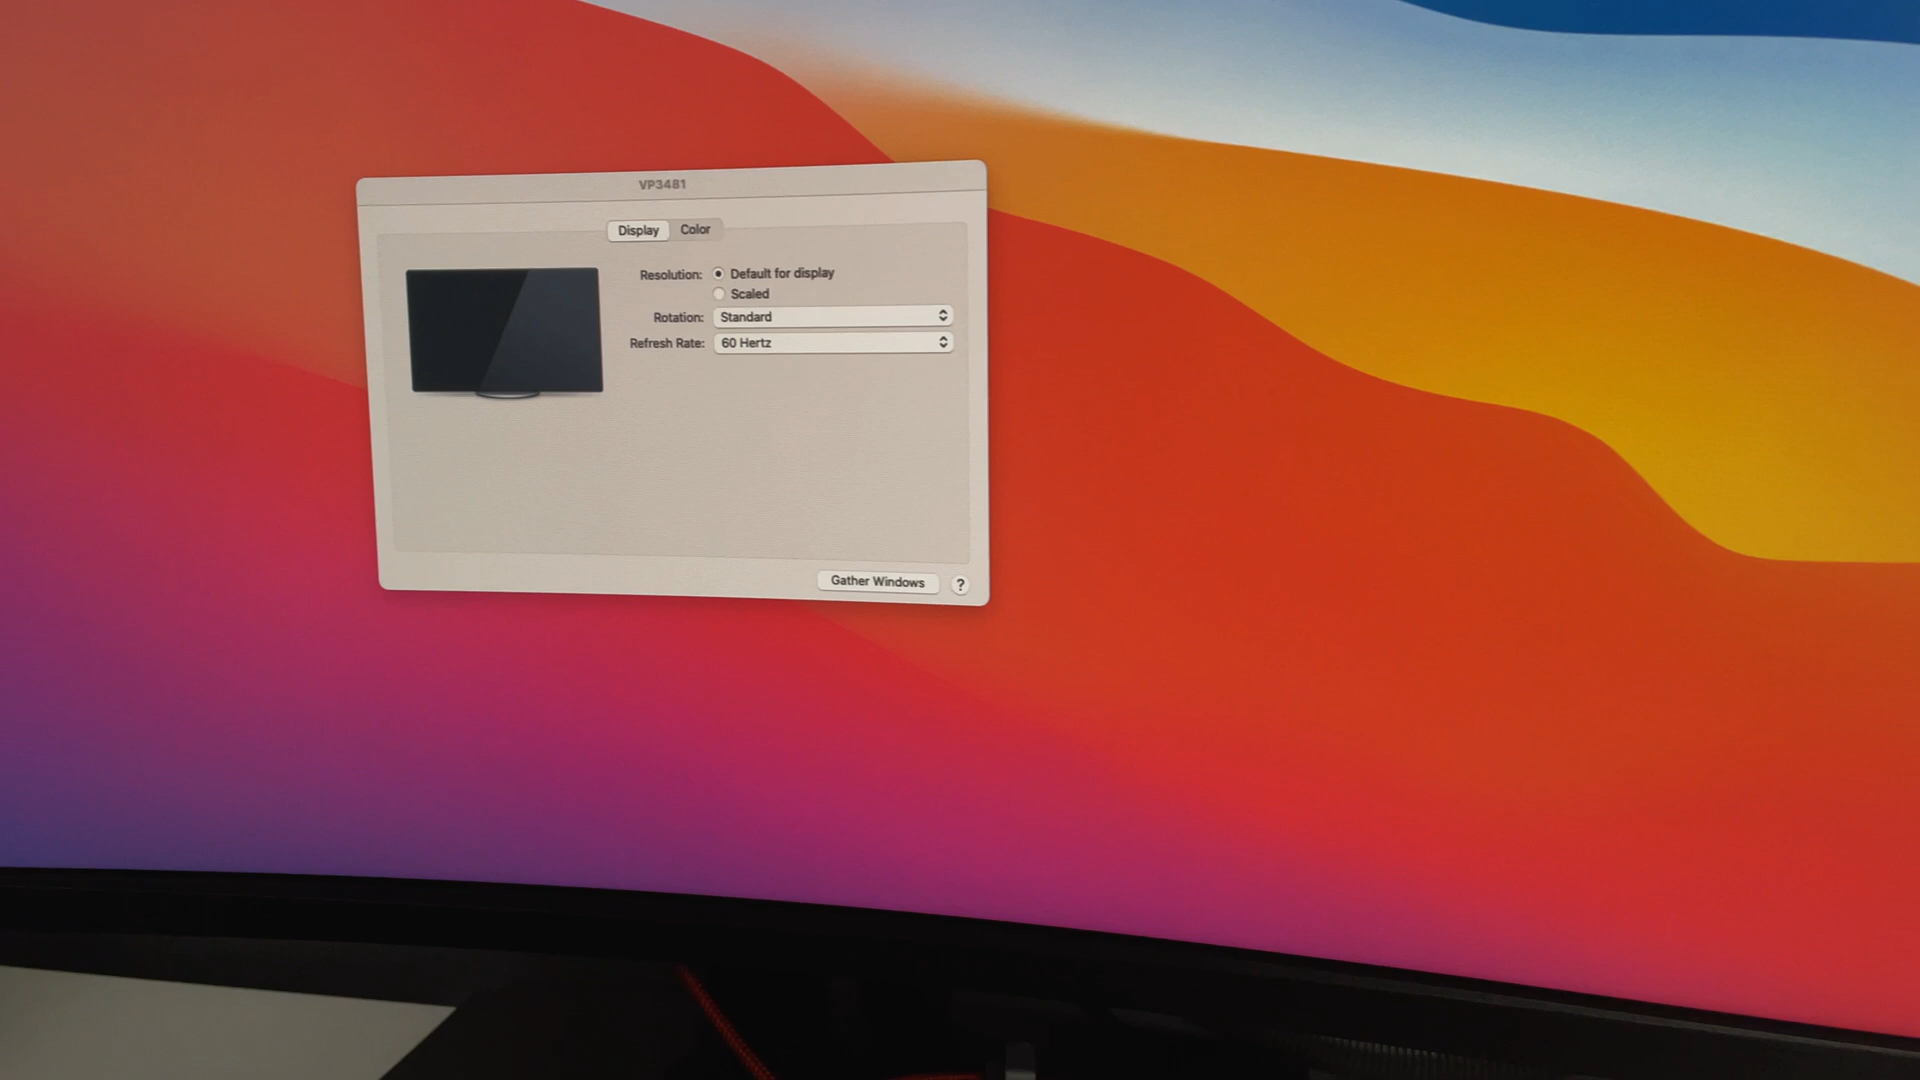 VP3481
Display Color
Resolution: Default for display
Scaled
Rotation: Standard
Refresh Rate: 60 Hertz
Gather Windows ?